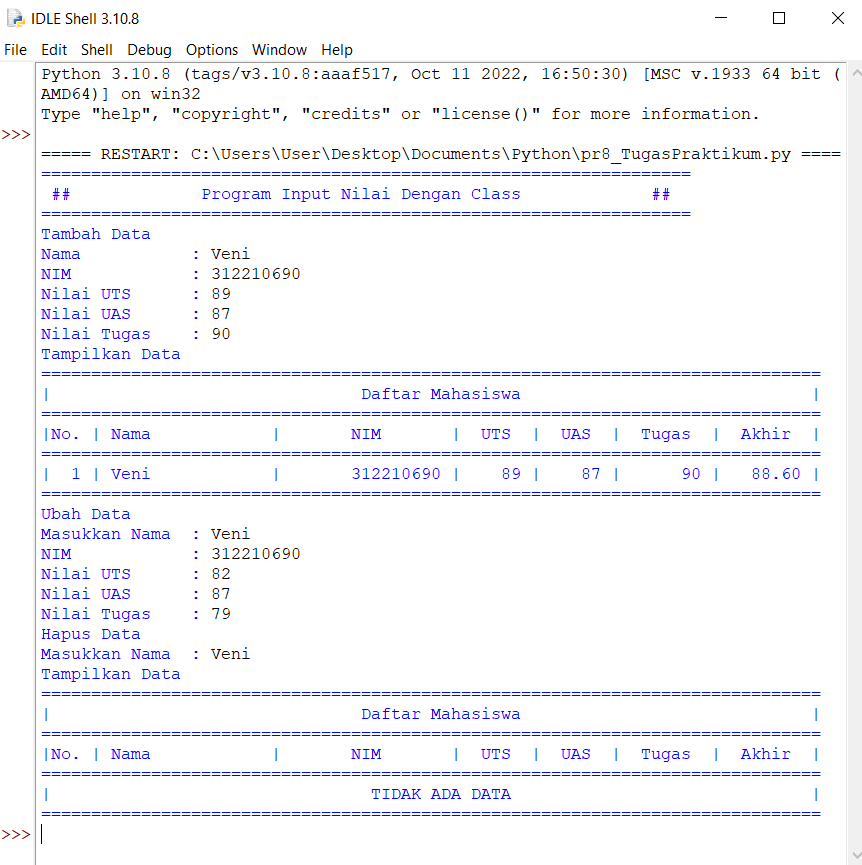 IDLE Shell 3.10.8
File Edit Shell Debug Options Window Help
Python 3.10.8 (tags/v3.10.8:aaaf517, Oct 11 2022, 16:50:30) [MSC v.1933 64 bit (
AMD64)] on win32
Type "help", "copyright", "credits" or "license()" for more information.
>>>
===== RESTART: C:\Users\User\Desktop\Documents\Python\pr8_TugasPraktikum.py ====
=================================================================
 ##             Program Input Nilai Dengan Class             ##
=================================================================
Tambah Data
Nama           : Veni
NIM            : 312210690
Nilai UTS      : 89
Nilai UAS      : 87
Nilai Tugas    : 90
Tampilkan Data
==============================================================================
|                               Daftar Mahasiswa                             |
==============================================================================
|No. | Nama            |       NIM       |  UTS  |  UAS  |  Tugas  |  Akhir  |
==============================================================================
|  1 | Veni            |       312210690 |    89 |    87 |      90 |   88.60 |
==============================================================================
Ubah Data
Masukkan Nama  : Veni
NIM            : 312210690
Nilai UTS      : 82
Nilai UAS      : 87
Nilai Tugas    : 79
Hapus Data
Masukkan Nama  : Veni
Tampilkan Data
==============================================================================
|                               Daftar Mahasiswa                             |
==============================================================================
|No. | Nama            |       NIM       |  UTS  |  UAS  |  Tugas  |  Akhir  |
==============================================================================
|                                TIDAK ADA DATA                              |
==============================================================================
>>>